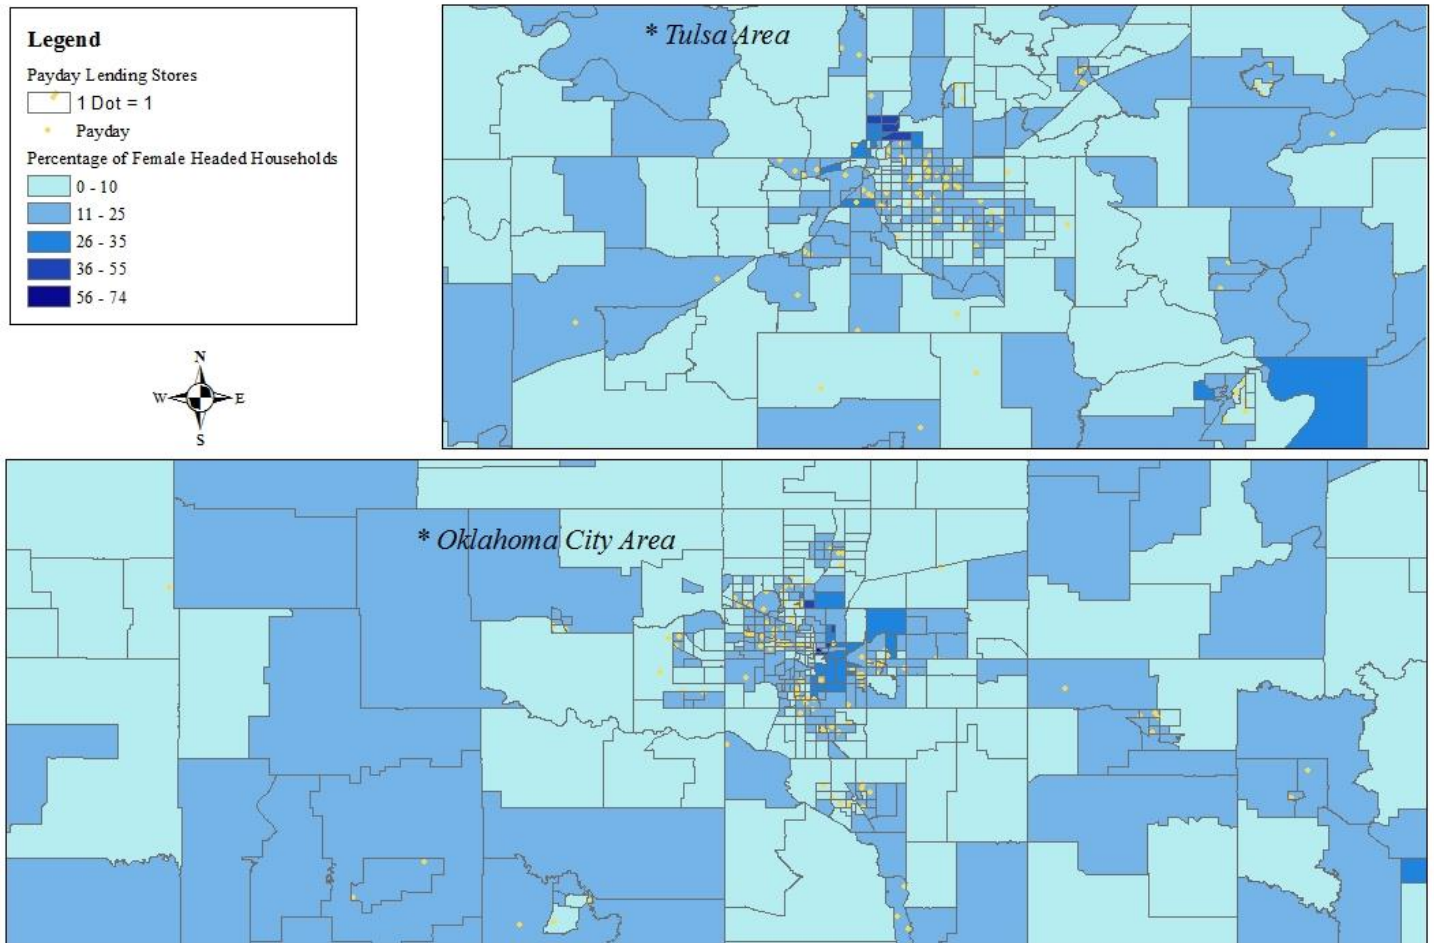 Legend
Payday Lending Stores
1 Dot = 1
Payday
Percentage of Female Headed Households
0 - 10
11 - 25
26 - 35
36 - 55
56 - 74
N
W E
S
* Tulsa Area
* Oklahoma City Area